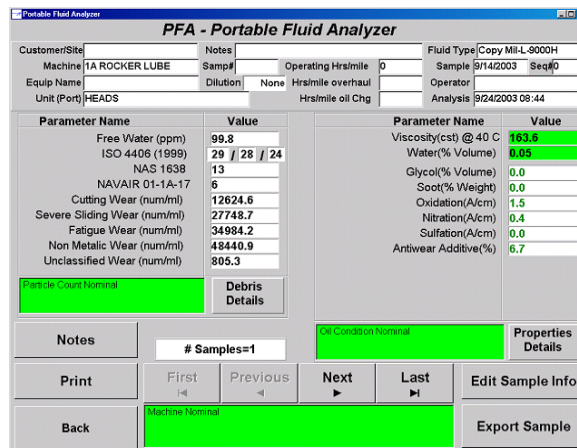 Portable Fluid Analyzer
PFA - Portable Fluid Analyzer
Customer/Site Notes Fluid Type Copy Mil-L-9000H
Machine 1A ROCKER LUBE Samp# Operating Hrs/mile 0 Sample 9/14/2003 Seq# 0
Equip Name Dilution None Hrs/mile overhaul Operator
Unit (Port) HEADS Hrs/mile oil Chg Analysis 9/24/2003 08:44
Parameter Name Value
Free Water (ppm) 99.8
ISO 4406 (1999) 29 / 28 / 24
NAS 1638 13
NAVAIR 01-1A-17 6
Cutting Wear (num/ml) 12624.6
Severe Sliding Wear (num/ml) 27748.7
Fatigue Wear (num/ml) 34984.2
Non Metalic Wear (num/ml) 48440.9
Unclassified Wear (num/ml) 805.3
Particle Count Nominal
Debris
Details
Parameter Name Value
Viscosity(cst) @ 40 C 163.6
Water(% Volume) 0.05
Glycol(% Volume) 0.0
Soot(% Weight) 0.0
Oxidation(A/cm) 1.5
Nitration(A/cm) 0.4
Sulfation(A/cm) 0.0
Antiwear Additive(%) 6.7
Oil Condition Nominal
Properties
Details
Notes
# Samples=1
Print
First
Previous
Next
Last
Edit Sample Info
Back
Machine Nominal
Export Sample